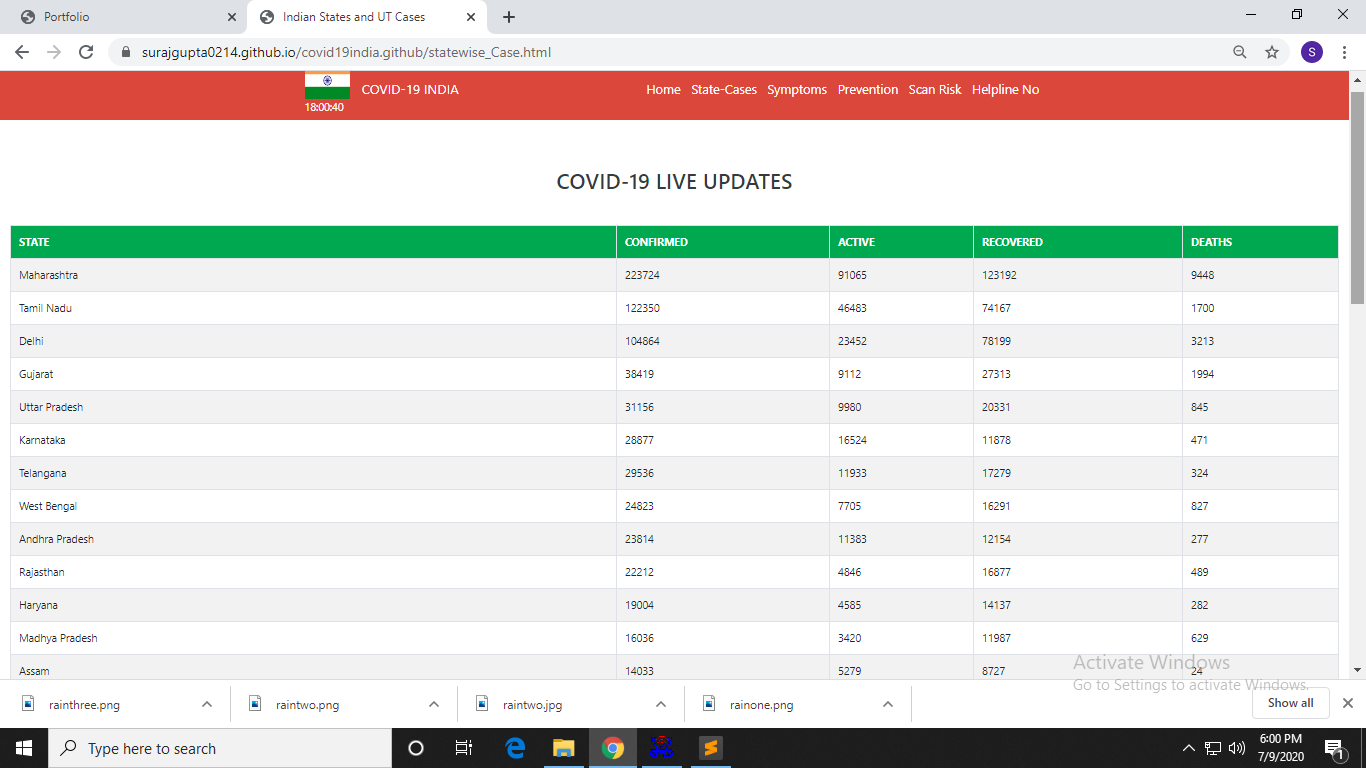 Portfolio
Indian States and UT Cases
surajgupta0214.github.io/covid19india.github/statewise_Case.html
S
COVID-19 INDIA
Home State-Cases Symptoms Prevention Scan Risk Helpline No
18:00:40
COVID-19 LIVE UPDATES
STATE CONFIRMED ACTIVE RECOVERED DEATHS
Maharashtra 223724 91065 123192 9448
Tamil Nadu 122350 46483 74167 1700
Delhi 104864 23452 78199 3213
Gujarat 38419 9112 27313 1994
Uttar Pradesh 31156 9980 20331 845
Karnataka 28877 16524 11878 471
Telangana 29536 11933 17279 324
West Bengal 24823 7705 16291 827
Andhra Pradesh 23814 11383 12154 277
Rajasthan 22212 4846 16877 489
Haryana 19004 4585 14137 282
Madhya Pradesh 16036 3420 11987 629
Assam 14033 5279 8727 24
Activate Windows
Go to Settings to activate Windows.
rainthree.png raintwo.png raintwo.jpg rainone.png Show all
Type here to search
6:00 PM
7/9/2020
1